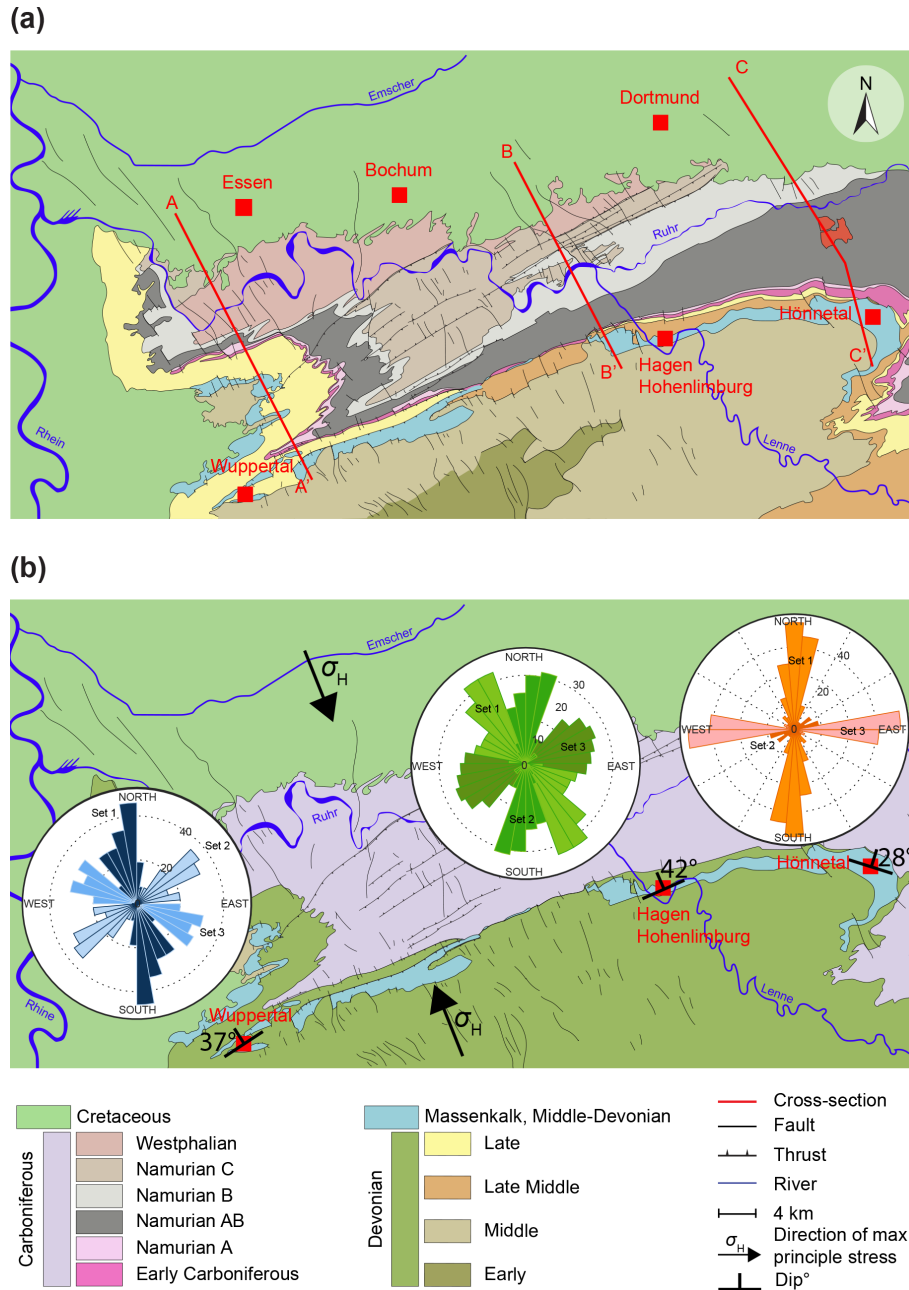 (a)
C
N
Emscher
Dortmund
B
Bochum
Essen
A
Ruhr
Hönnetal
C'
B'
Hagen
Hohenlimburg
Rhein
Lenne
Wuppertal
A'
(b)
NORTH
Emscher
σH
NORTH
Set 1
40
20
WEST
0
EAST
Set 3
Set 2
SOUTH
30
Set 1
10
Set 3
WEST
0
EAST
Set 2
SOUTH
Ruhr
NORTH
Set 1
40
Set 2
20
WEST
0
EAST
Set 3
SOUTH
Hönnetal
28°
42°
Hagen
Hohenlimburg
Rhine
Lenne
Wuppertal
37°
σH
Cretaceous
Carboniferous
Westphalian
Namurian C
Namurian B
Namurian AB
Namurian A
Early Carboniferous
Massenkalk, Middle-Devonian
Devonian
Late
Late Middle
Middle
Early
Cross-section
Fault
Thrust
River
4 km
σH
Direction of max
principle stress
Dip°